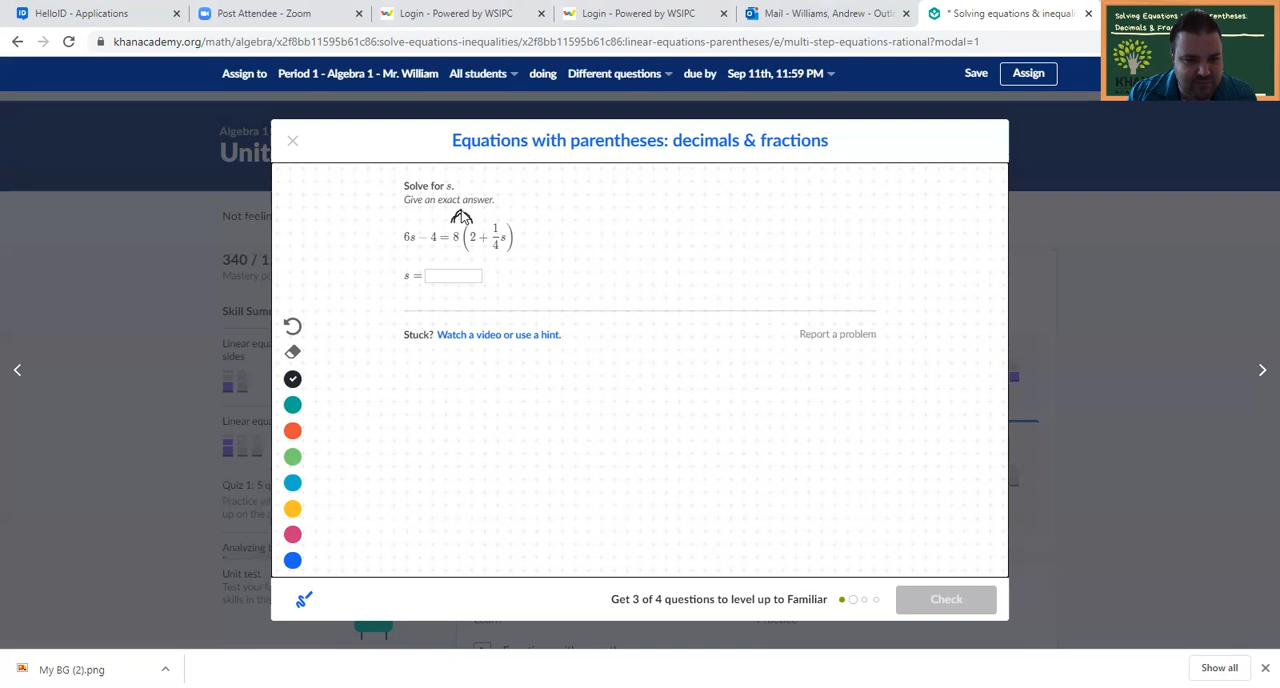 HelloID - Applications
Post Attendee - Zoom
Login - Powered by WSIPC
Login - Powered by WSIPC
Mail - Williams, Andrew - Outl
* Solving equations & inequali
khanacademy.org/math/algebra/x2f8bb11595b61c86:solve-equations-inequalities/x2f8bb11595b61c86:linear-equations-parentheses/e/multi-step-equations-rational?modal=1
Solving Equations
Parentheses:
Decimals & Frac
KHA
Assign to Period 1 - Algebra 1 - Mr. William All students doing Different questions due by Sep 11th, 11:59 PM
Save
Assign
Algebra 1
Unit
Equations with parentheses: decimals & fractions
Solve for s.
Give an exact answer.
6s − 4 = 8(2 + 1/4 s)
s =
Not feelin
340 / 1
Mastery po
Skill Summ
Linear equa
sides
Linear equa
Quiz 1: 5 q
Practice wh
up on the p
Analyzing t
Unit test
Test your
skills in this
Stuck? Watch a video or use a hint.
Report a problem
Get 3 of 4 questions to level up to Familiar
Check
My BG (2).png
Show all